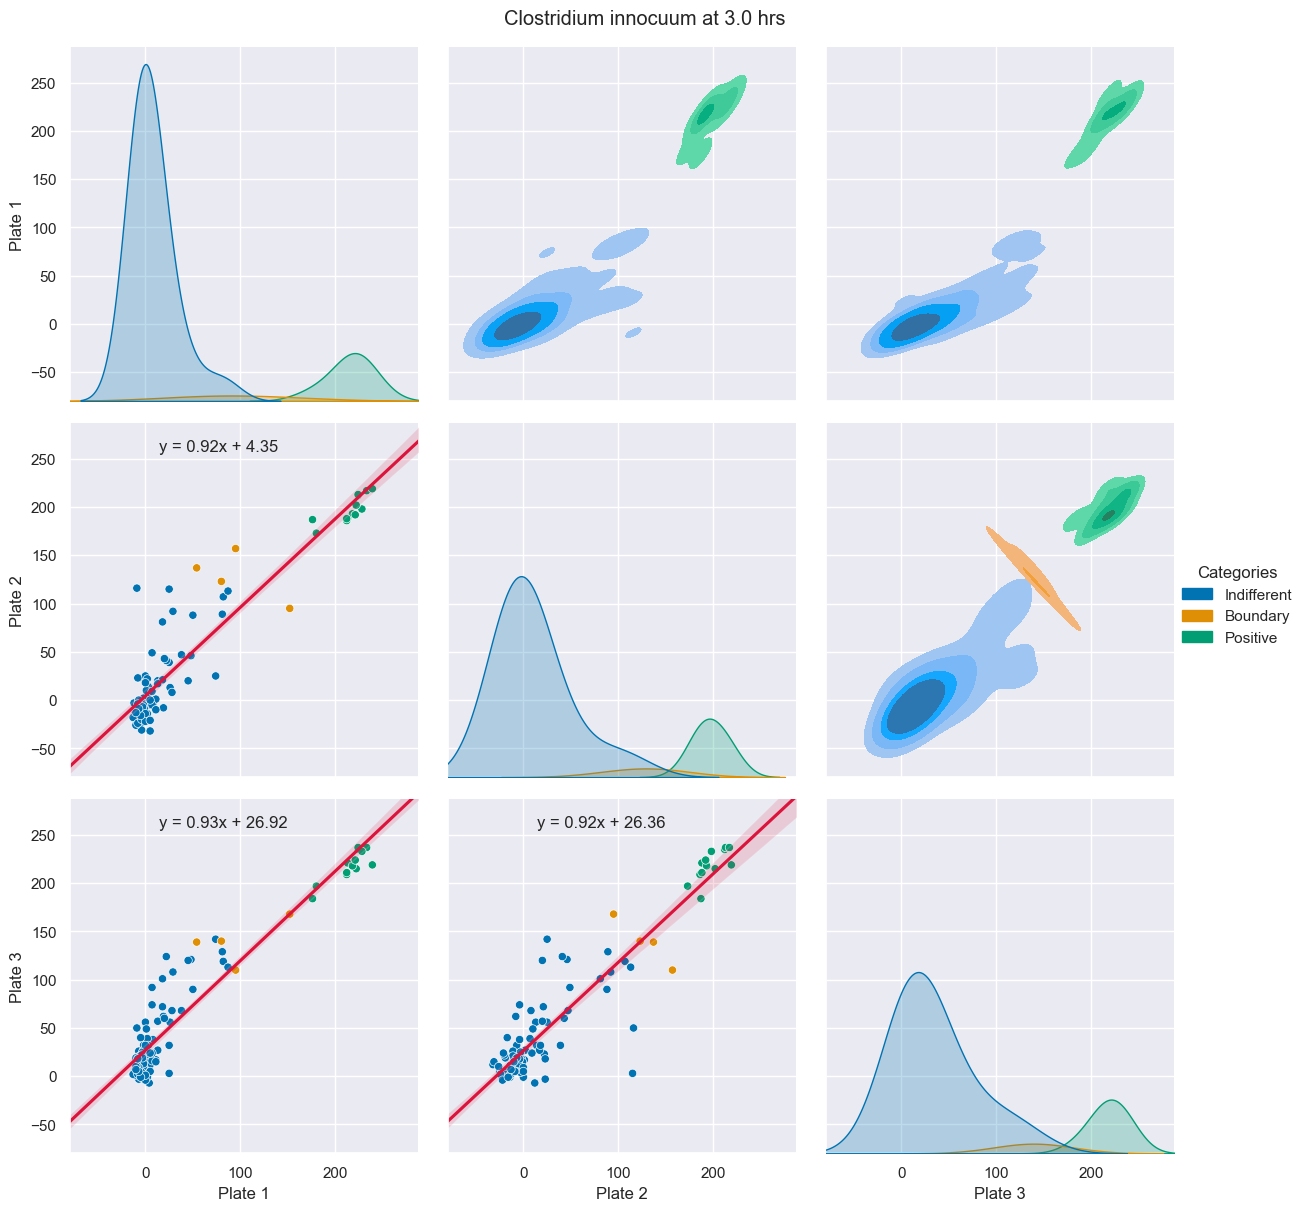 Clostridium innocuum at 3.0 hrs
250
200
150
100
50
0
−50
Plate 1
y = 0.92x + 4.35
250
200
150
100
50
0
−50
Plate 2
Categories
Indifferent
Boundary
Positive
y = 0.93x + 26.92
y = 0.92x + 26.36
250
200
150
100
50
0
−50
Plate 3
0 100 200
0 100 200
0 100 200
Plate 1
Plate 2
Plate 3